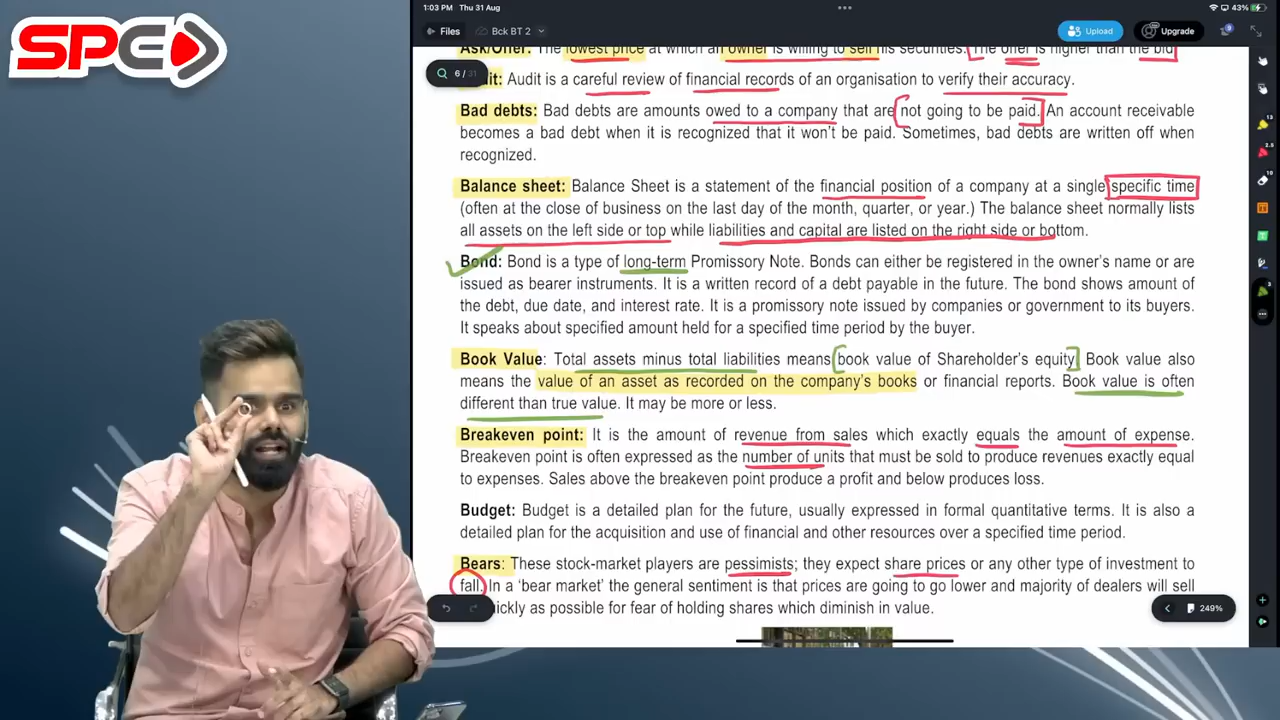 SPC
1:03 PM Thu 31 Aug
43%
Files
Bck BT 2
Upload
Upgrade
Ask/Offer: The lowest price at which an owner is willing to sell his securities. The offer is higher than the bid
6 / 31
dit: Audit is a careful review of financial records of an organisation to verify their accuracy.
Bad debts: Bad debts are amounts owed to a company that are not going to be paid. An account receivable
becomes a bad debt when it is recognized that it won't be paid. Sometimes, bad debts are written off when
recognized.
Balance sheet: Balance Sheet is a statement of the financial position of a company at a single specific time
(often at the close of business on the last day of the month, quarter, or year.) The balance sheet normally lists
all assets on the left side or top while liabilities and capital are listed on the right side or bottom.
Bond: Bond is a type of long-term Promissory Note. Bonds can either be registered in the owner's name or are
issued as bearer instruments. It is a written record of a debt payable in the future. The bond shows amount of
the debt, due date, and interest rate. It is a promissory note issued by companies or government to its buyers.
It speaks about specified amount held for a specified time period by the buyer.
Book Value: Total assets minus total liabilities means book value of Shareholder's equity. Book value also
means the value of an asset as recorded on the company's books or financial reports. Book value is often
different than true value. It may be more or less.
Breakeven point: It is the amount of revenue from sales which exactly equals the amount of expense.
Breakeven point is often expressed as the number of units that must be sold to produce revenues exactly equal
to expenses. Sales above the breakeven point produce a profit and below produces loss.
Budget: Budget is a detailed plan for the future, usually expressed in formal quantitative terms. It is also a
detailed plan for the acquisition and use of financial and other resources over a specified time period.
Bears: These stock-market players are pessimists; they expect share prices or any other type of investment to
fall. In a 'bear market' the general sentiment is that prices are going to go lower and majority of dealers will sell
ickly as possible for fear of holding shares which diminish in value.
249%